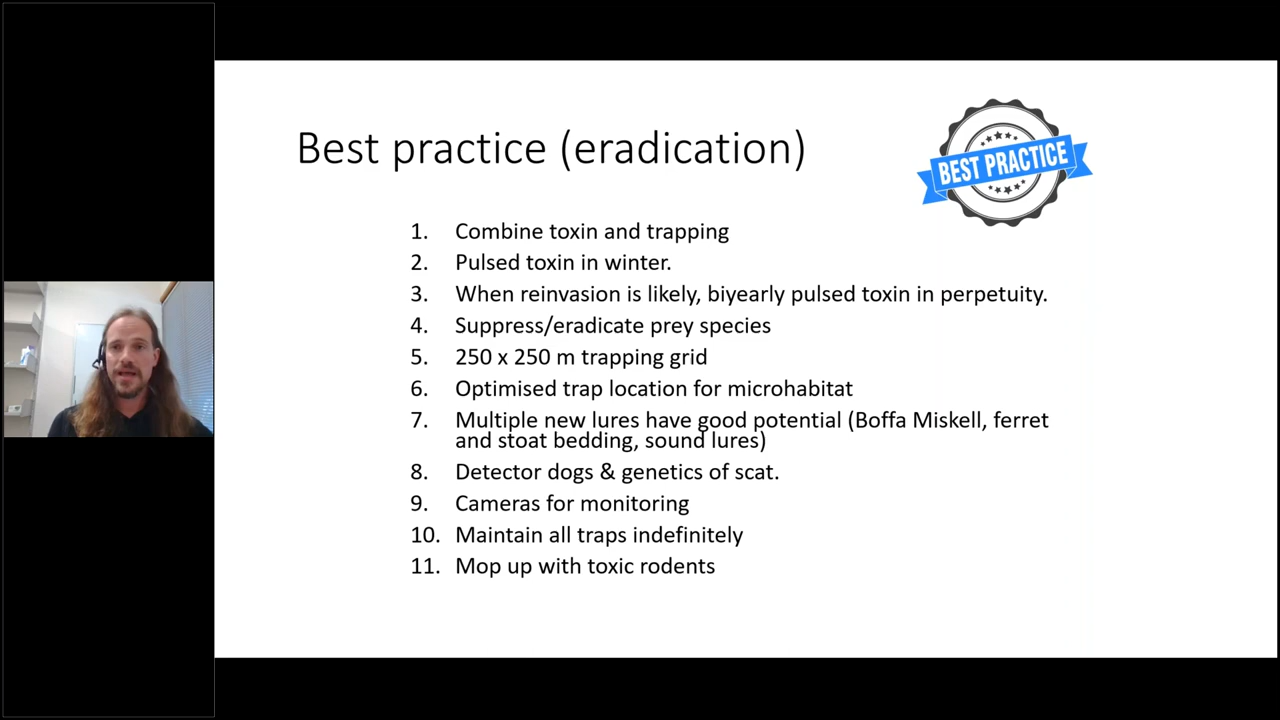 Best practice (eradication)
BEST PRACTICE
1. Combine toxin and trapping
2. Pulsed toxin in winter.
3. When reinvasion is likely, biyearly pulsed toxin in perpetuity.
4. Suppress/eradicate prey species
5. 250 x 250 m trapping grid
6. Optimised trap location for microhabitat
7. Multiple new lures have good potential (Boffa Miskell, ferret
and stoat bedding, sound lures)
8. Detector dogs & genetics of scat.
9. Cameras for monitoring
10. Maintain all traps indefinitely
11. Mop up with toxic rodents